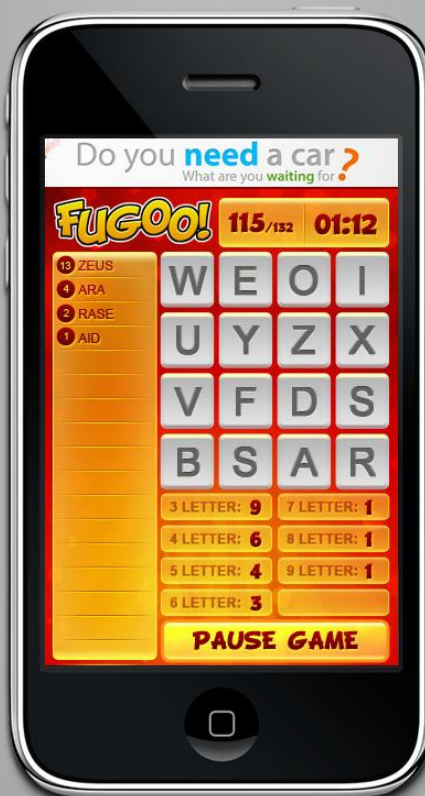 Do you need a car ?
What are you waiting for
FUGOO! 115/132 01:12
13 ZEUS
4 ARA
2 RASE
1 AID
W E O I
U Y Z X
V F D S
B S A R
3 LETTER: 9 7 LETTER: 1
4 LETTER: 6 8 LETTER: 1
5 LETTER: 4 9 LETTER: 1
6 LETTER: 3
PAUSE GAME